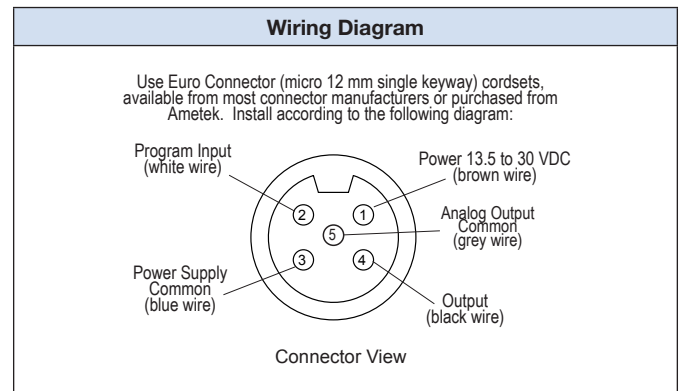 Wiring Diagram
Use Euro Connector (micro 12 mm single keyway) cordsets,
available from most connector manufacturers or purchased from
Ametek. Install according to the following diagram:
Program Input
(white wire)
Power 13.5 to 30 VDC
(brown wire)
2
1
Analog Output
Common
(grey wire)
5
3
4
Power Supply
Common
(blue wire)
Output
(black wire)
Connector View